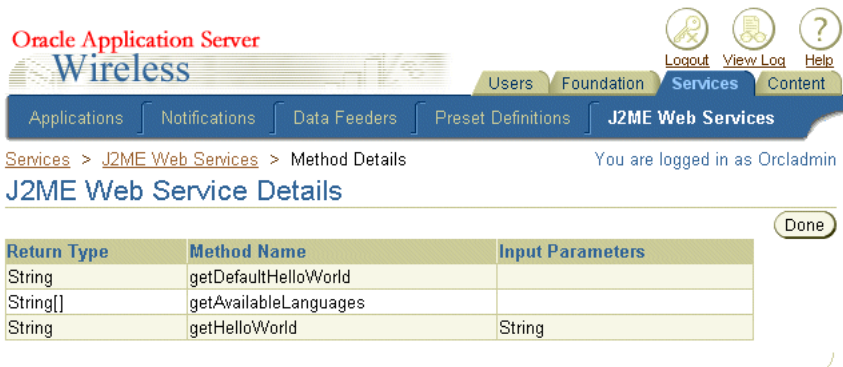 Oracle Application Server
Wireless
Logout View Log Help
Users Foundation Services Content
Applications Notifications Data Feeders Preset Definitions J2ME Web Services
Services > J2ME Web Services > Method Details You are logged in as Orcladmin
J2ME Web Service Details
Done
Return Type Method Name Input Parameters
String getDefaultHelloWorld
String[] getAvailableLanguages
String getHelloWorld String